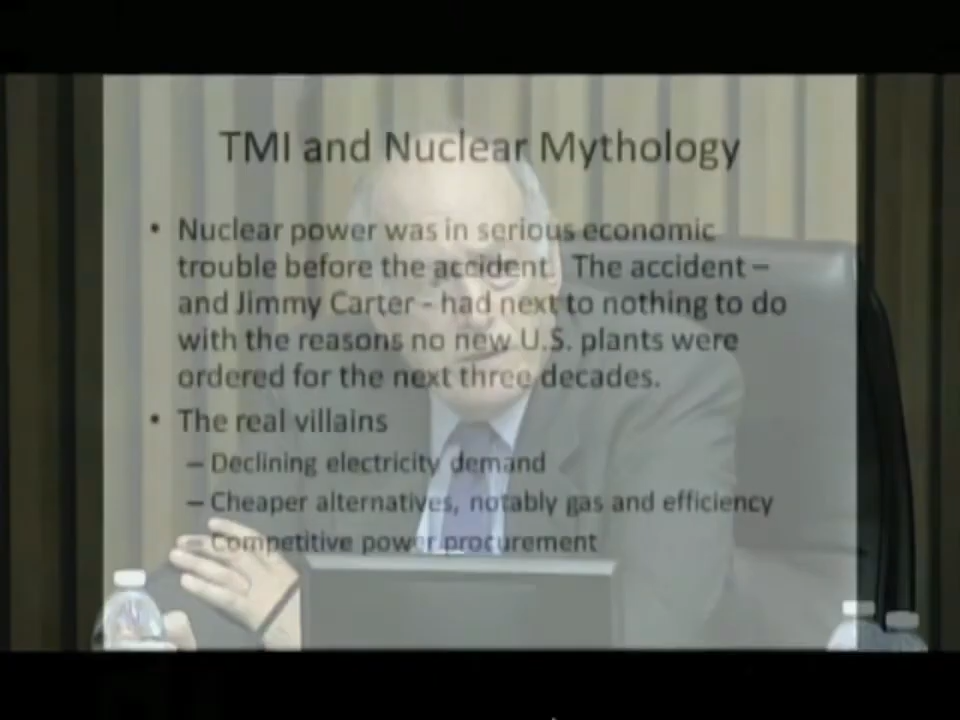 TMI and Nuclear Mythology
• Nuclear power was in serious economic
trouble before the accident. The accident –
and Jimmy Carter - had next to nothing to do
with the reasons no new U.S. plants were
ordered for the next three decades.
• The real villains
– Declining electricity demand
– Cheaper alternatives, notably gas and efficiency
– Competitive power procurement